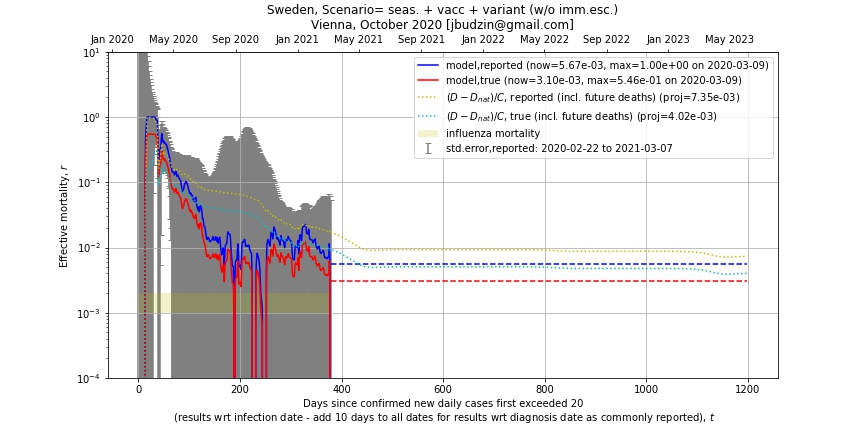 Sweden, Scenario= seas. + vacc + variant (w/o imm.esc.)
Vienna, October 2020 [jbudzin@gmail.com]
Jan 2020 May 2020 Sep 2020 Jan 2021 May 2021 Sep 2021 Jan 2022 May 2022 Sep 2022 Jan 2023 May 2023
model,reported (now=5.67e-03, max=1.00e+00 on 2020-03-09)
model,true (now=3.10e-03, max=5.46e-01 on 2020-03-09)
(D − D_nat)/C, reported (incl. future deaths) (proj=7.35e-03)
(D − D_nat)/C, true (incl. future deaths) (proj=4.02e-03)
influenza mortality
std.error,reported: 2020-02-22 to 2021-03-07
Effective mortality, r
10^1
10^0
10^−1
10^−2
10^−3
10^−4
0 200 400 600 800 1000 1200
Days since confirmed new daily cases first exceeded 20
(results wrt infection date - add 10 days to all dates for results wrt diagnosis date as commonly reported), t